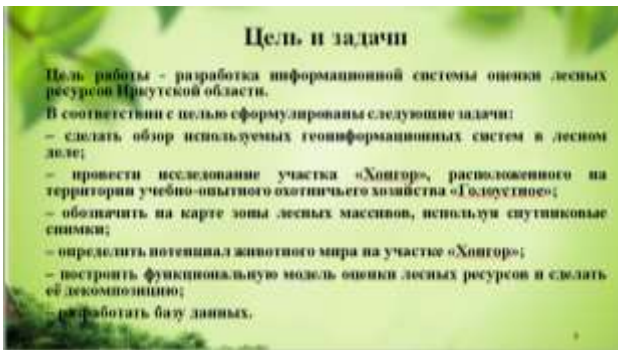 Цель и задачи
Цель работы - разработка информационной системы оценки лесных
ресурсов Иркутской области.
В соответствии с целью сформулированы следующие задачи:
– сделать обзор используемых геоинформационных систем в лесном
деле;
– провести исследование участка «Хонгор», расположенного на
территории учебно-опытного охотничьего хозяйства «Голоустное»;
– обозначить на карте зоны лесных массивов, используя спутниковые
снимки;
– определить потенциал животного мира на участке «Хонгор»;
– построить функциональную модель оценки лесных ресурсов и сделать
её декомпозицию;
– разработать базу данных.